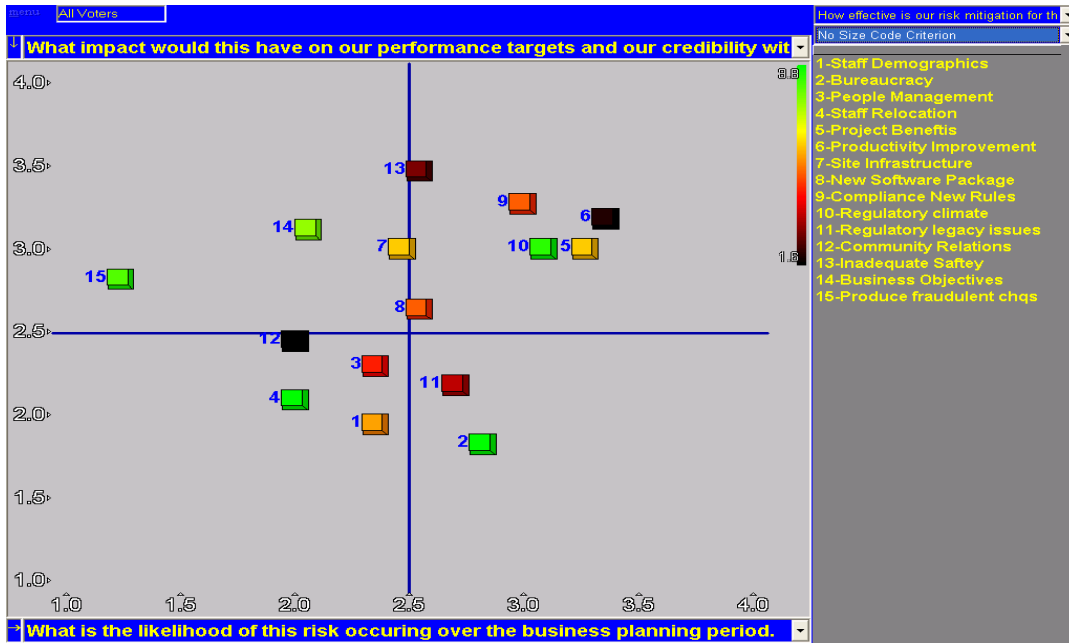 menu
All Voters
How effective is our risk mitigation for th
What impact would this have on our performance targets and our credibility wit
No Size Code Criterion
1-Staff Demographics
2-Bureaucracy
3-People Management
4-Staff Relocation
5-Project Beneftis
6-Productivity Improvement
7-Site Infrastructure
8-New Software Package
9-Compliance New Rules
10-Regulatory climate
11-Regulatory legacy issues
12-Community Relations
13-Inadequate Saftey
14-Business Objectives
15-Produce fraudulent chqs
4.0
3.5
3.0
2.5
2.0
1.5
1.0
13
9
6
14
7
10
5
15
8
12
3
11
4
1
2
1.0 1.5 2.0 2.5 3.0 3.5 4.0
What is the likelihood of this risk occuring over the business planning period.